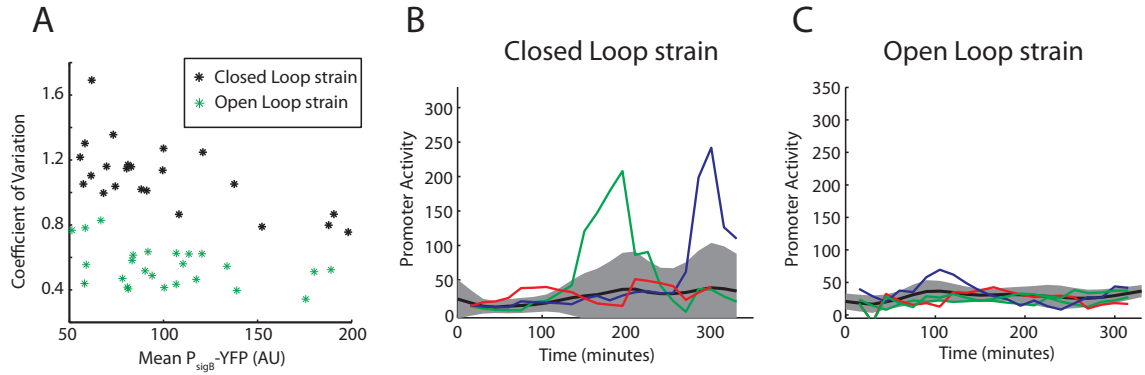 A
Coefficient of Variation
1.6
1.2
0.8
0.4
50
100
150
200
Mean P_sigB-YFP (AU)
Closed Loop strain
Open Loop strain
B
Closed Loop strain
Promoter Activity
300
250
200
150
100
50
0
0
100
200
300
Time (minutes)
C
Open Loop strain
Promoter Activity
350
300
250
200
150
100
50
0
0
100
200
300
Time (minutes)